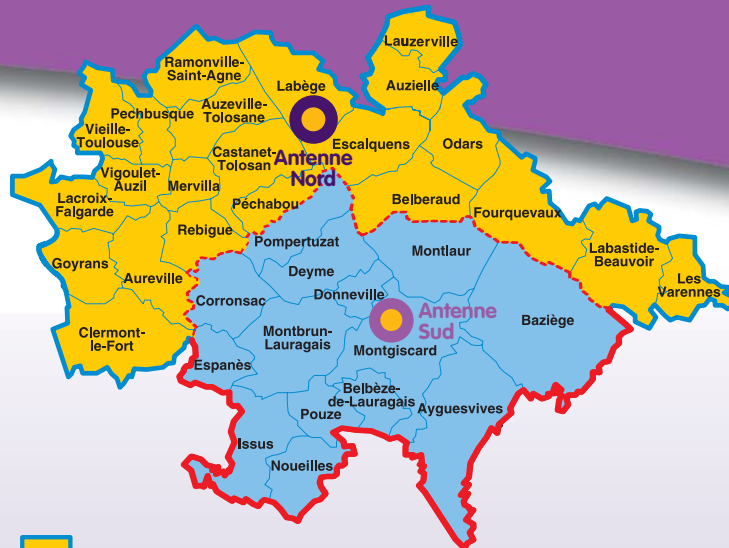 Lauzerville
Ramonville-
Saint-Agne
Labège
Auzielle
Pechbusque
Auzeville-
Tolosane
Vieille-
Toulouse
Escalquens
Odars
Castanet-
Tolosan
Antenne
Nord
Vigoulet-
Auzil
Mervilla
Lacroix-
Falgarde
Péchabou
Belberaud
Fourquevaux
Rebigue
Pompertuzat
Montlaur
Labastide-
Beauvoir
Goyrans
Aureville
Deyme
Les
Varennes
Corronsac
Donneville
Antenne
Sud
Baziège
Clermont-
le-Fort
Montbrun-
Lauragais
Montgiscard
Espanès
Belbèze-
de-Lauragais
Pouze
Ayguesvives
Issus
Noueilles